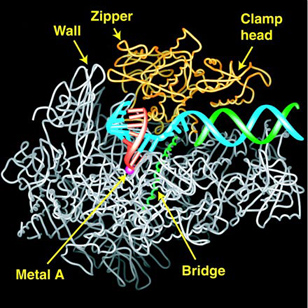 Zipper
Clamp
head
Wall
Metal A
Bridge